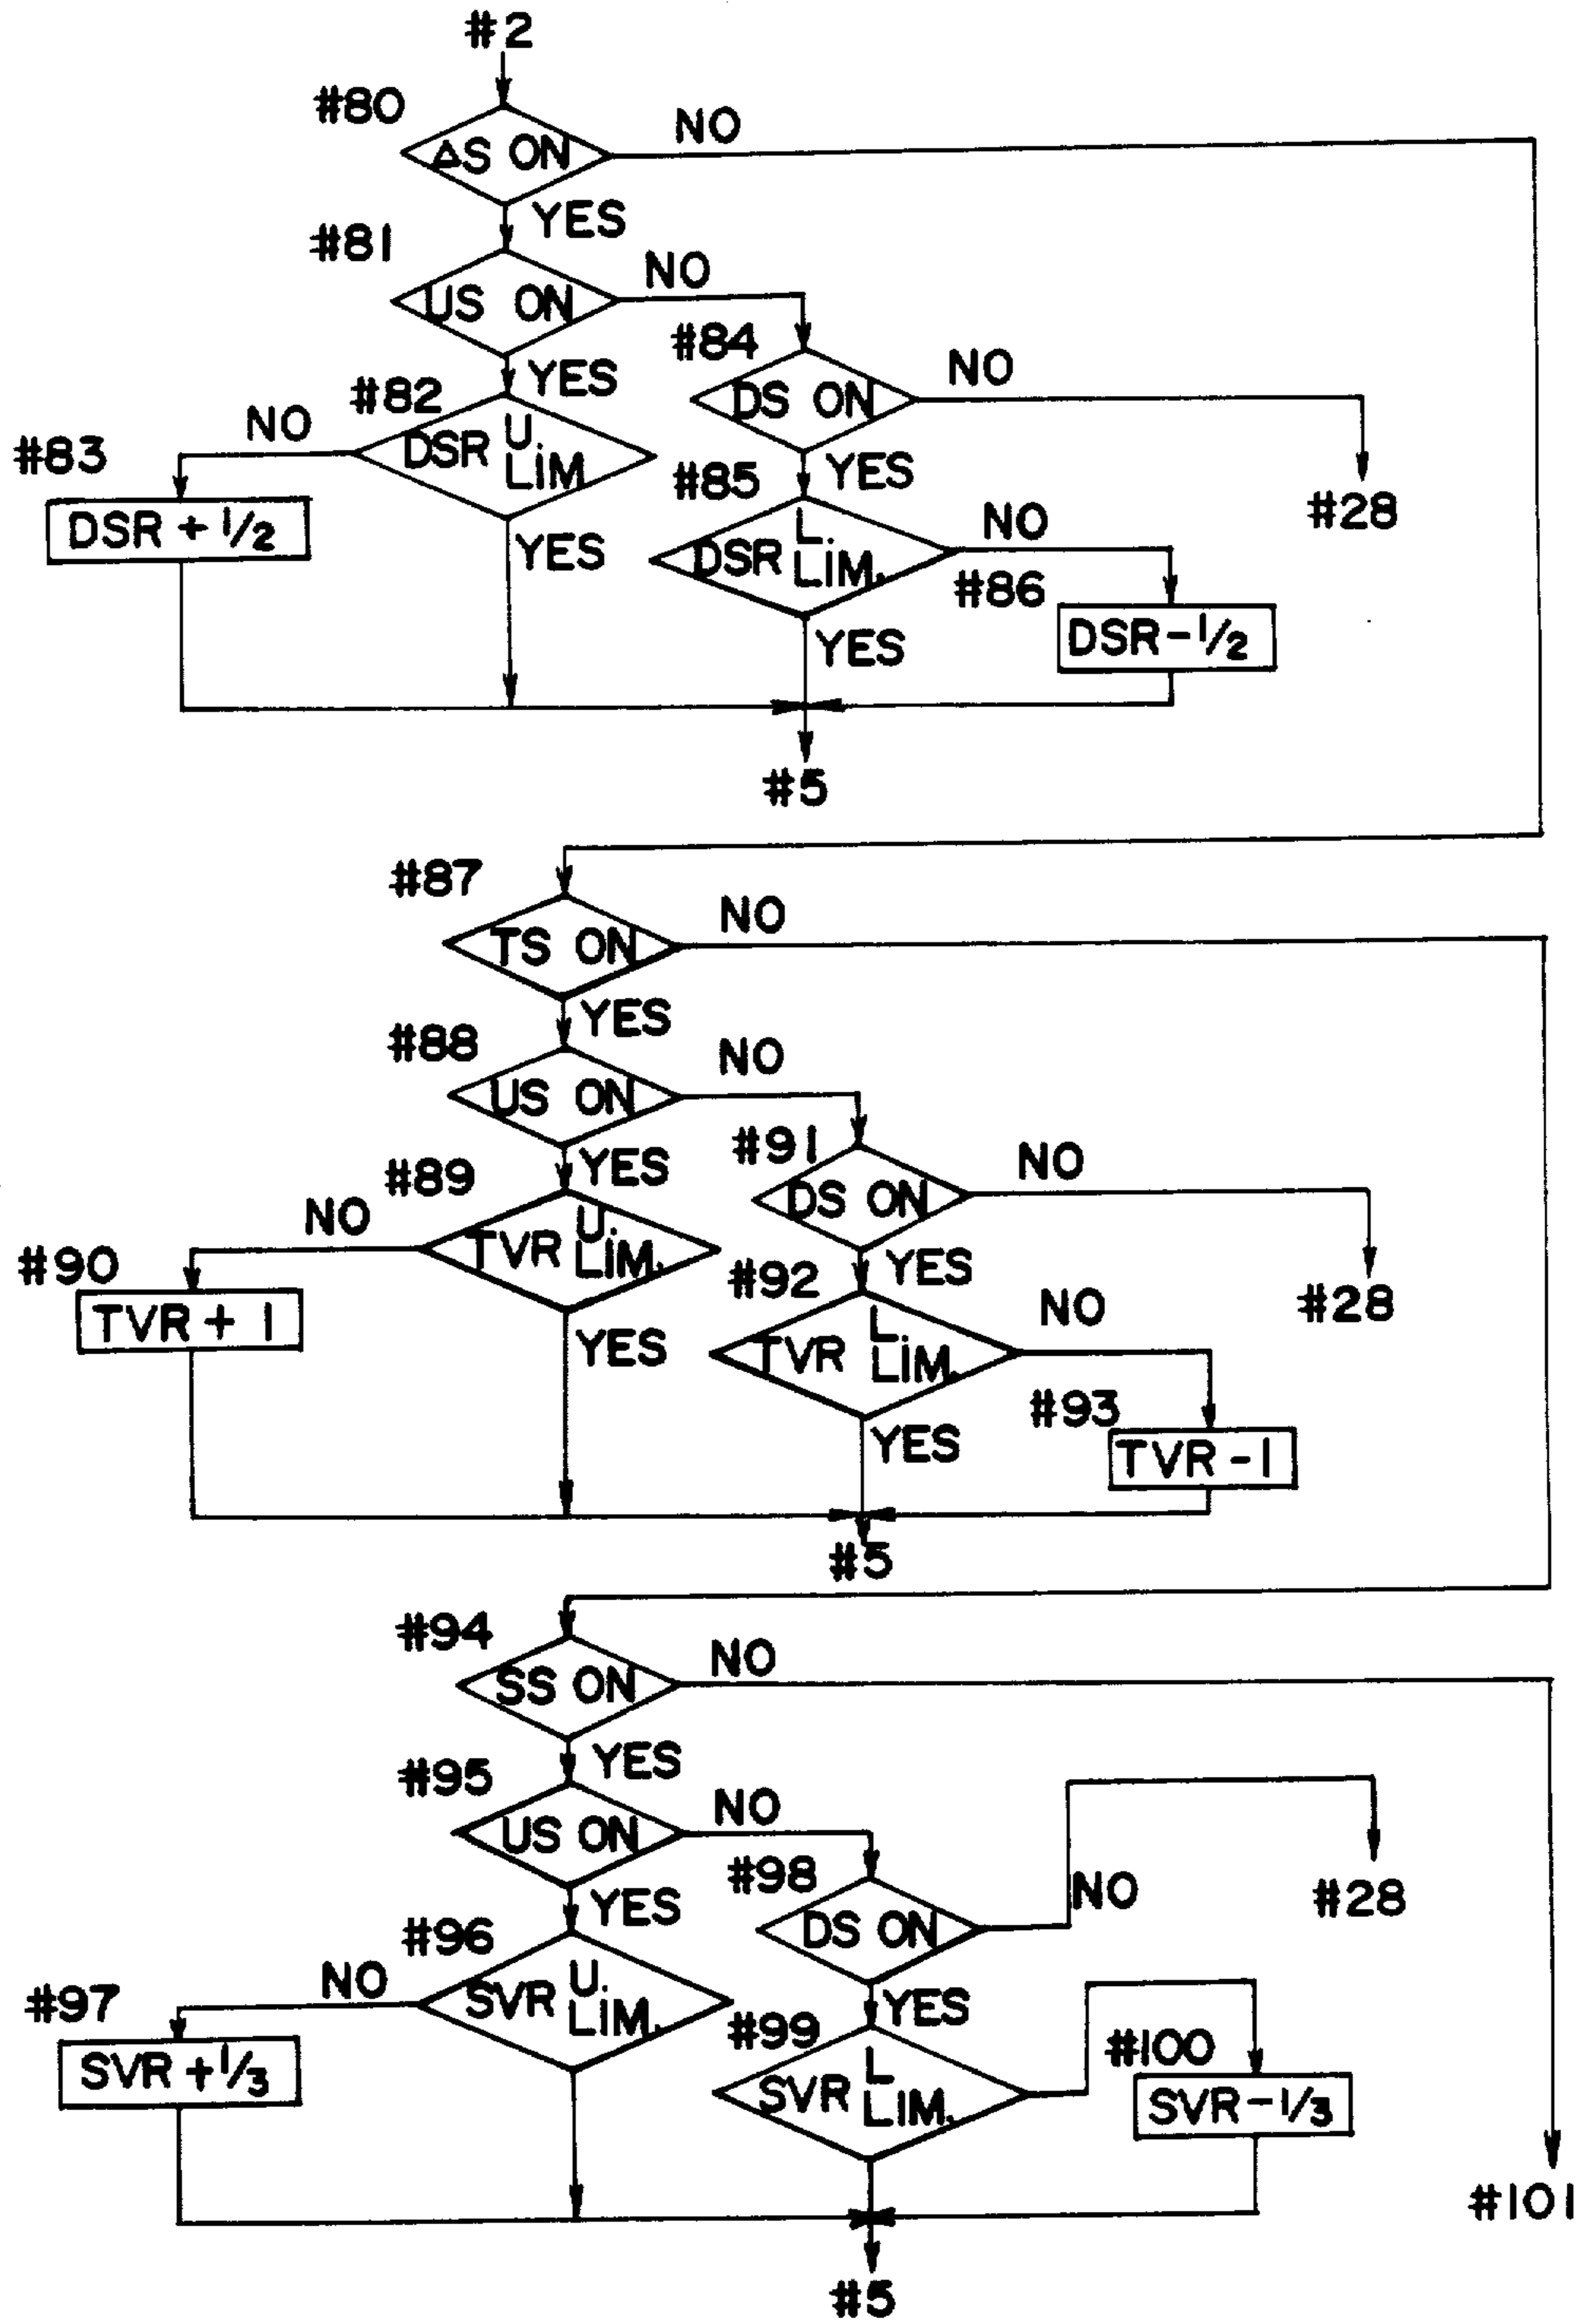 #2
#80
ΔS ON
NO
YES
#81
US ON
NO
YES
#84
DS ON
NO
#28
#82
DSR U. LIM
NO
#83
DSR + 1/2
YES
YES
#85
DSR L. LIM.
NO
#86
DSR - 1/2
YES
#5
#87
TS ON
NO
YES
#88
US ON
NO
YES
#91
DS ON
NO
#28
#89
TVR U. LIM.
NO
#90
TVR + 1
YES
YES
#92
TVR L. LIM.
NO
#93
TVR - 1
YES
#5
#94
SS ON
NO
YES
#95
US ON
NO
YES
#98
DS ON
NO
#28
#96
SVR U. LIM.
NO
#97
SVR + 1/3
YES
#99
SVR L LIM.
#100
SVR - 1/3
#101
#5